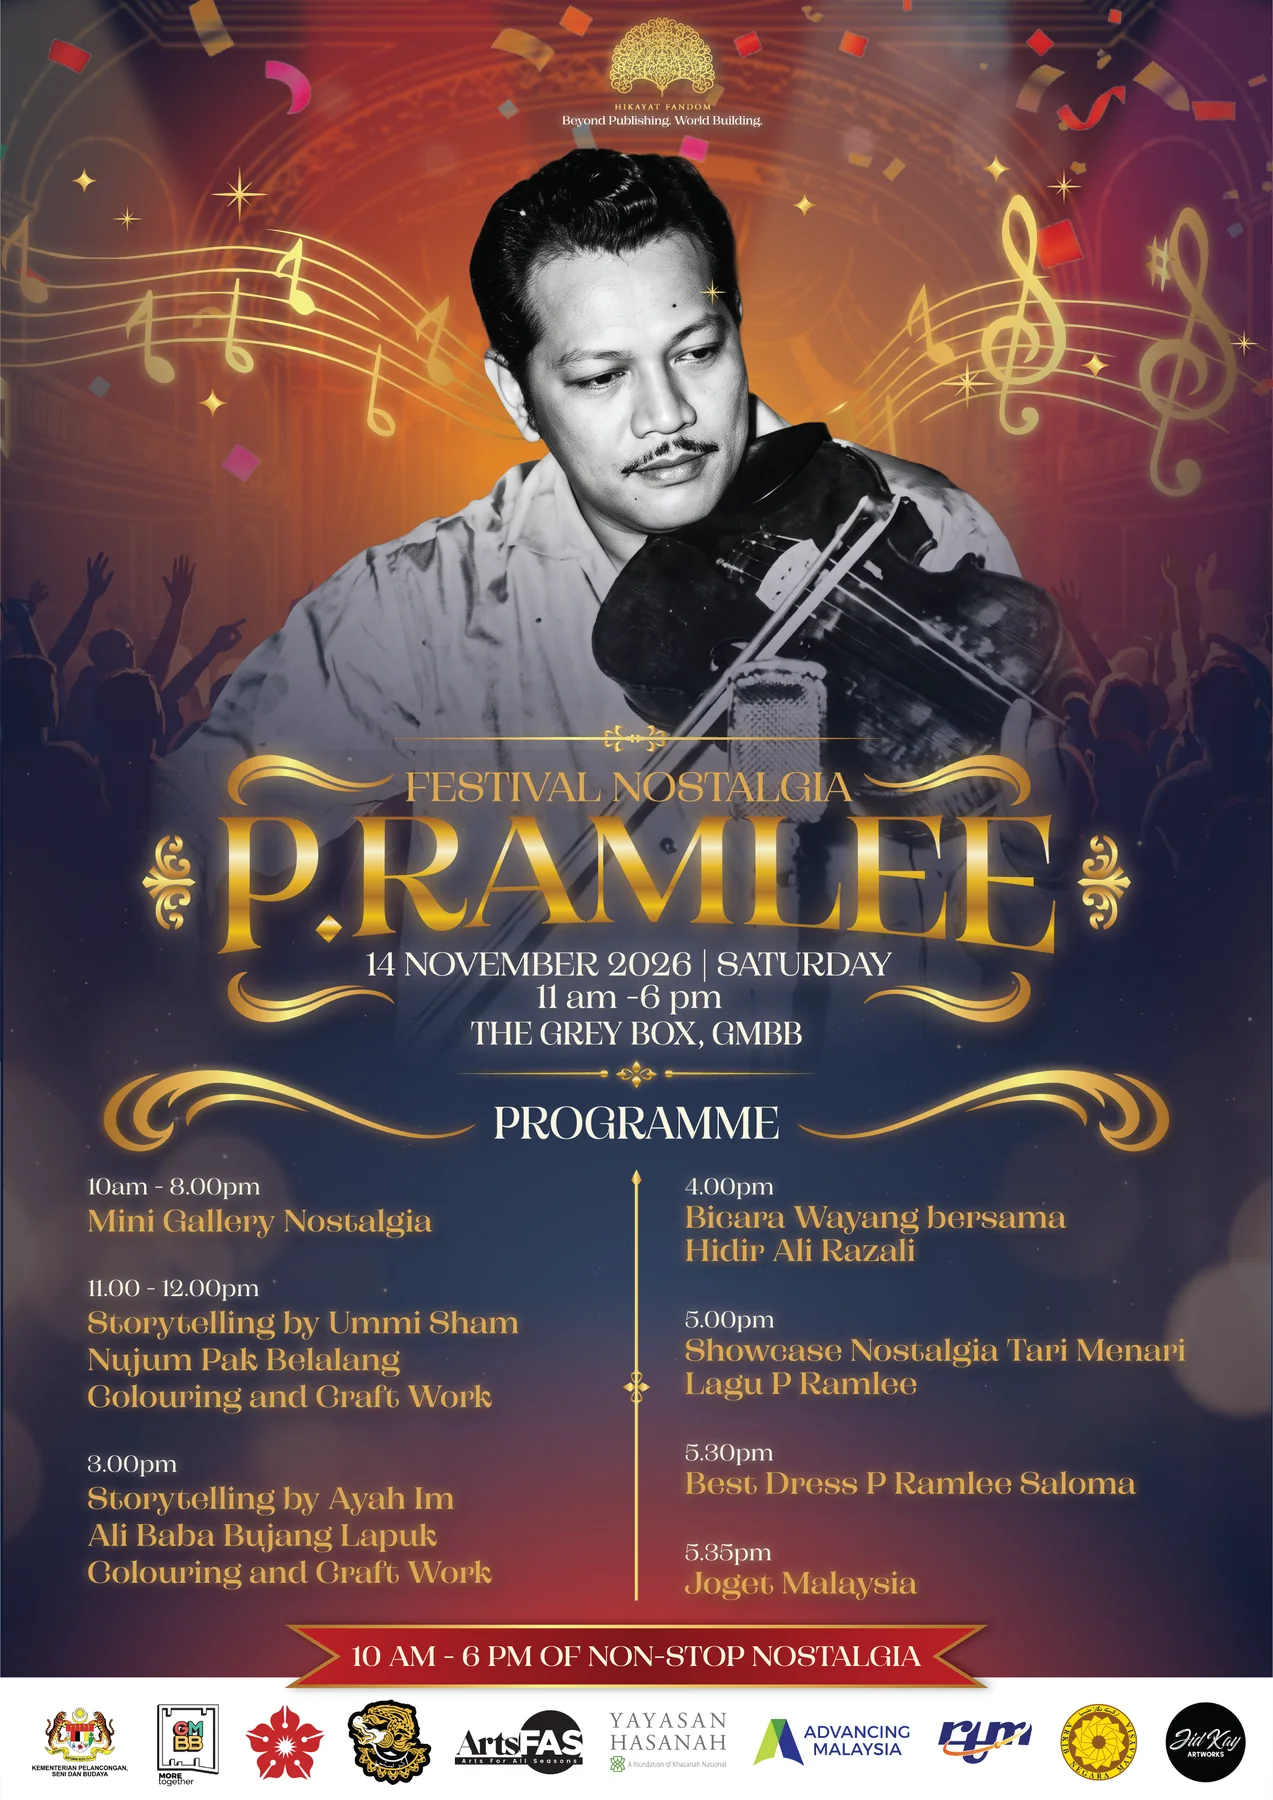 HIKAYAT FANDOM
Beyond Publishing. World Building.
FESTIVAL NOSTALGIA
P.RAMLEE
14 NOVEMBER 2026 | SATURDAY
11 am -6 pm
THE GREY BOX, GMBB
PROGRAMME
10am - 8.00pm
Mini Gallery Nostalgia
11.00 - 12.00pm
Storytelling by Ummi Sham
Nujum Pak Belalang
Colouring and Craft Work
3.00pm
Storytelling by Ayah Im
Ali Baba Bujang Lapuk
Colouring and Craft Work
4.00pm
Bicara Wayang bersama
Hidir Ali Razali
5.00pm
Showcase Nostalgia Tari Menari
Lagu P Ramlee
5.30pm
Best Dress P Ramlee Saloma
5.35pm
Joget Malaysia
10 AM - 6 PM OF NON-STOP NOSTALGIA
KEMENTERIAN PELANCONGAN,
SENI DAN BUDAYA
GM
BB
MORE
together
ArtsFAS
Arts For All Seasons
YAYASAN
HASANAH
A foundation of Khazanah Nasional
ADVANCING
MALAYSIA
rtm
ARKIB NEGARA MALAYSIA
Jid Kay
ARTWORKS